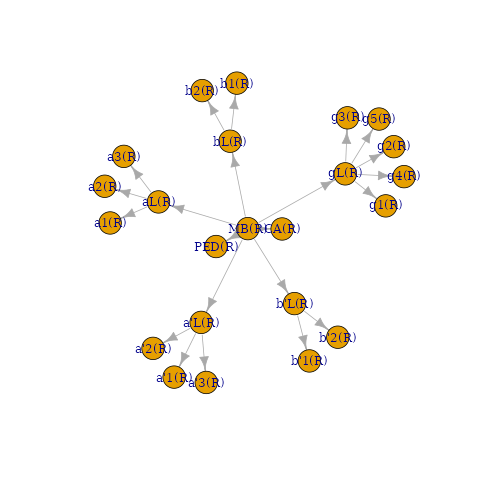 b2(R)
b1(R)
g3(R)
g5(R)
bL(R)
g2(R)
a3(R)
gL(R)
g4(R)
a2(R)
aL(R)
g1(R)
a1(R)
MB(R)
CA(R)
PED(R)
b'L(R)
a'L(R)
b'2(R)
a'2(R)
b'1(R)
a'1(R)
a'3(R)